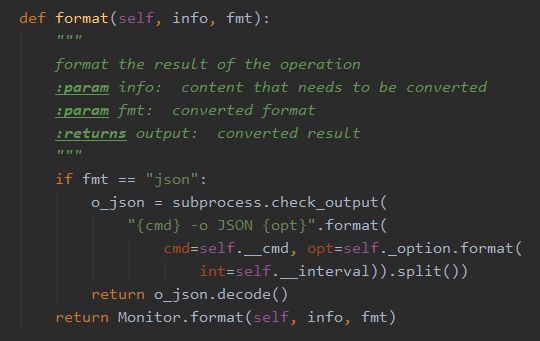 def format(self, info, fmt):
    """
    format the result of the operation
    :param info:  content that needs to be converted
    :param fmt:  converted format
    :returns output:  converted result
    """
    if fmt == "json":
        o_json = subprocess.check_output(
            "{cmd} -o JSON {opt}".format(
                cmd=self.__cmd, opt=self._option.format(
                    int=self.__interval)).split())
        return o_json.decode()
    return Monitor.format(self, info, fmt)